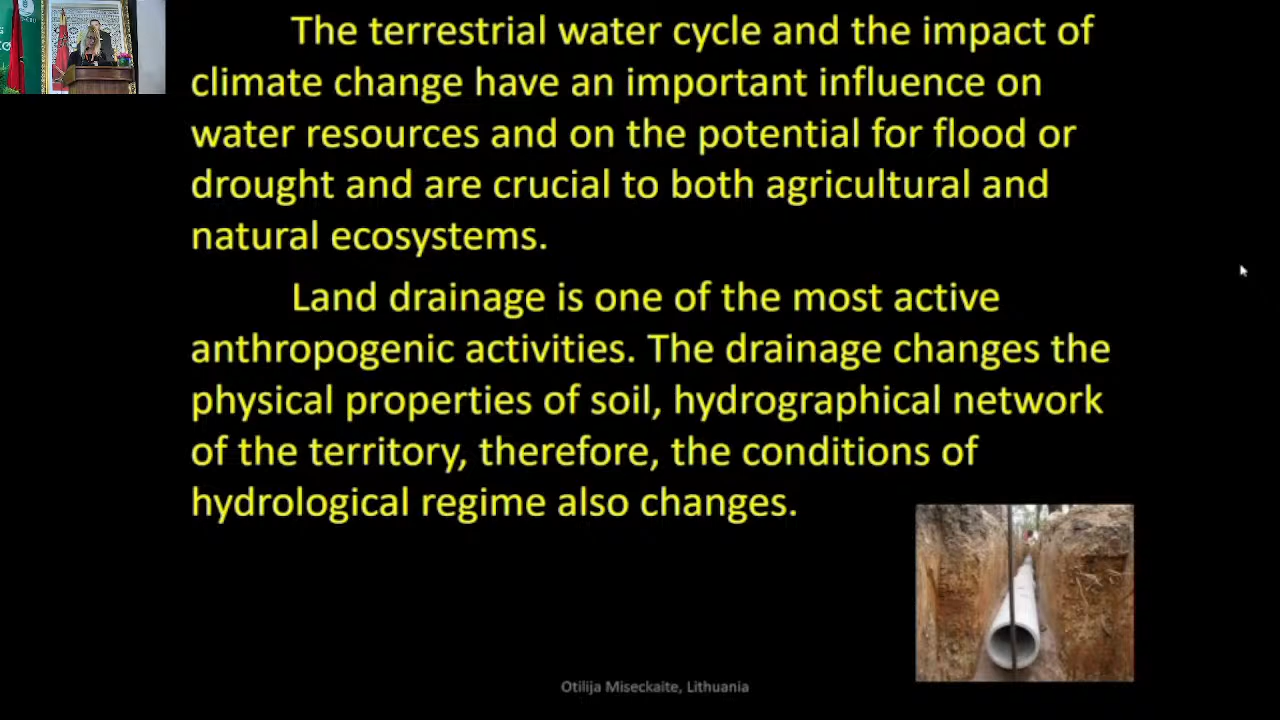 The terrestrial water cycle and the impact of
climate change have an important influence on
water resources and on the potential for flood or
drought and are crucial to both agricultural and
natural ecosystems.
Land drainage is one of the most active
anthropogenic activities. The drainage changes the
physical properties of soil, hydrographical network
of the territory, therefore, the conditions of
hydrological regime also changes.
Otilija Miseckaite, Lithuania